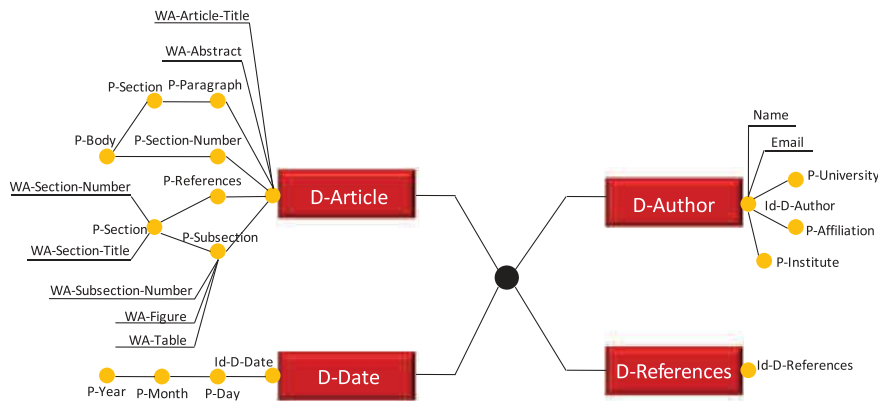 WA-Article-Title
WA-Abstract
P-Section
P-Paragraph
P-Body
P-Section-Number
WA-Section-Number
P-References
P-Section
P-Subsection
WA-Section-Title
WA-Subsection-Number
WA-Figure
WA-Table
D-Article
Id-D-Date
P-Year
P-Month
P-Day
D-Date
D-Author
Name
Email
P-University
Id-D-Author
P-Affiliation
P-Institute
D-References
Id-D-References